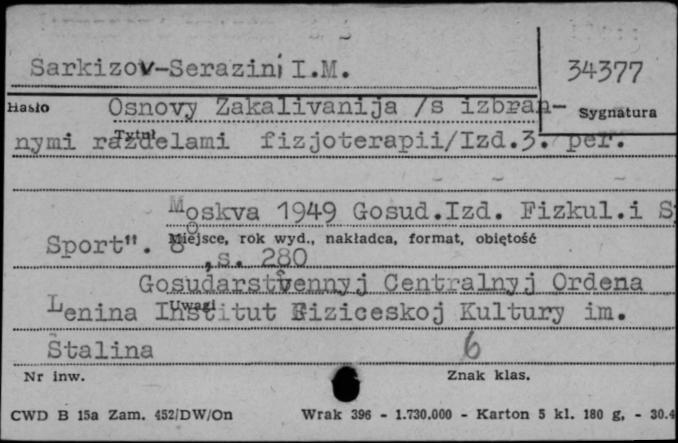 Sarkizov-Serazini I.M.
34377
Hasło
Osnovy Zakalivanija /s izbran-
Sygnatura
Tytuł
nymi razdelami fizjoterapii/Izd.3. per.
Moskva 1949 Gosud.Izd. Fizkul.i S
Miejsce, rok wyd., nakładca, format, objętość
Sport". 8°,s. 280
Gosudarstvennyj Centralnyj Ordena
Uwagi
Lenina Institut Fiziceskoj Kultury im.
Stalina
6
Nr inw.
Znak klas.
CWD B 15a Zam. 452/DW/On Wrak 396 - 1.730.000 - Karton 5 kl. 180 g, - 30.4